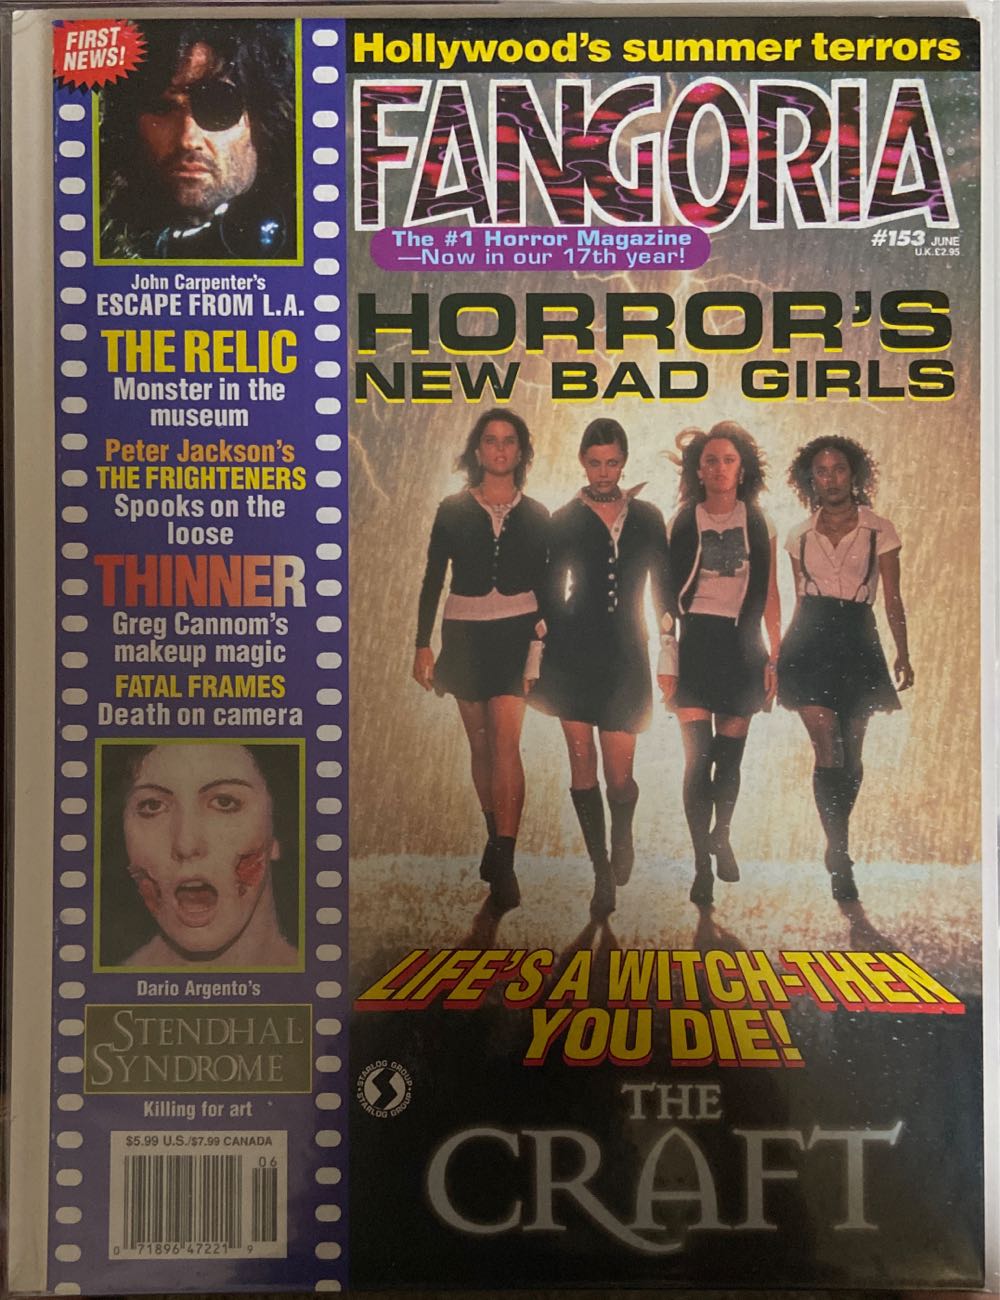 FIRST
NEWS!
Hollywood's summer terrors
FANGORIA
The #1 Horror Magazine
—Now in our 17th year!
#153 JUNE
U.K. £2.95
HORROR'S
NEW BAD GIRLS
John Carpenter's
ESCAPE FROM L.A.
THE RELIC
Monster in the
museum
Peter Jackson's
THE FRIGHTENERS
Spooks on the
loose
THINNER
Greg Cannom's
makeup magic
FATAL FRAMES
Death on camera
Dario Argento's
STENDHAL
SYNDROME
Killing for art
$5.99 U.S./$7.99 CANADA
06
0 71896 47221 9
LIFE'S A WITCH-THEN
YOU DIE!
STARLOG GROUP
STARLOG GROUP
THE
CRAFT